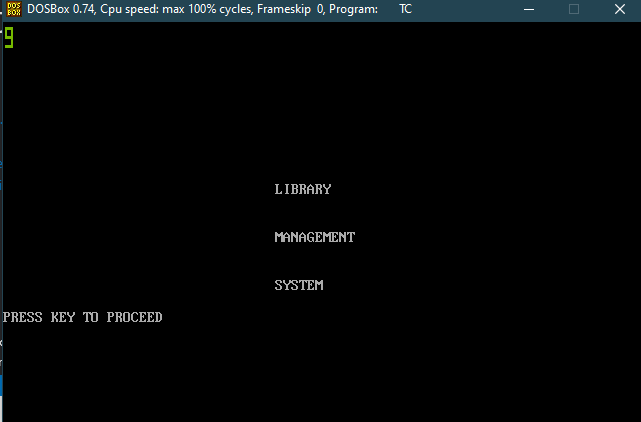 DOSBox 0.74, Cpu speed: max 100% cycles, Frameskip 0, Program: TC
9
LIBRARY
MANAGEMENT
SYSTEM
PRESS KEY TO PROCEED